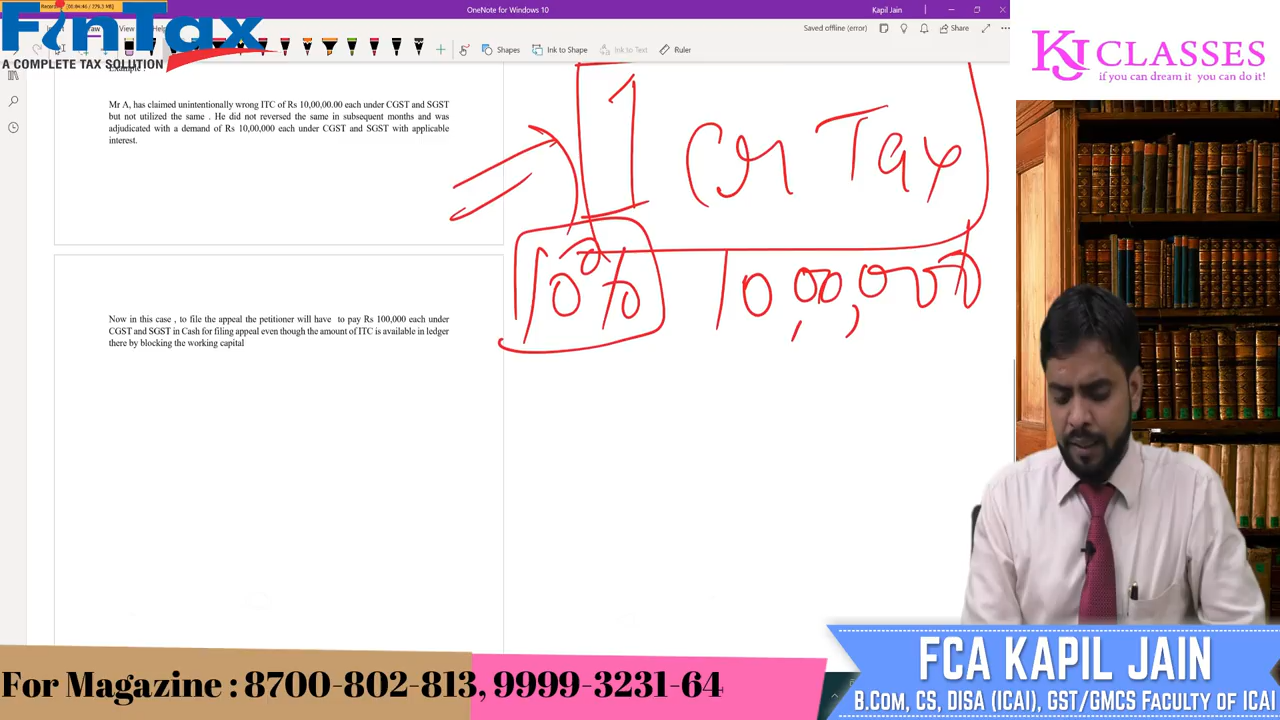 OneNote for Windows 10
Kapil Jain
FinTax
A COMPLETE TAX SOLUTION
Shapes
Ink to Shape
Ink to Text
Ruler
Saved offline (error)
Share
KJ CLASSES
if you can dream it you can do it!
Example :
Mr A, has claimed unintentionally wrong ITC of Rs 10,00,00.00 each under CGST and SGST
but not utilized the same . He did not reversed the same in subsequent months and was
adjudicated with a demand of Rs 10,00,000 each under CGST and SGST with applicable
interest.
1 Cr Tax
10% 10,00,000
Now in this case , to file the appeal the petitioner will have to pay Rs 100,000 each under
CGST and SGST in Cash for filing appeal even though the amount of ITC is available in ledger
there by blocking the working capital
For Magazine : 8700-802-813, 9999-3231-64
FCA KAPIL JAIN
B.Com, CS, DISA (ICAI), GST/GMCS Faculty of ICAI